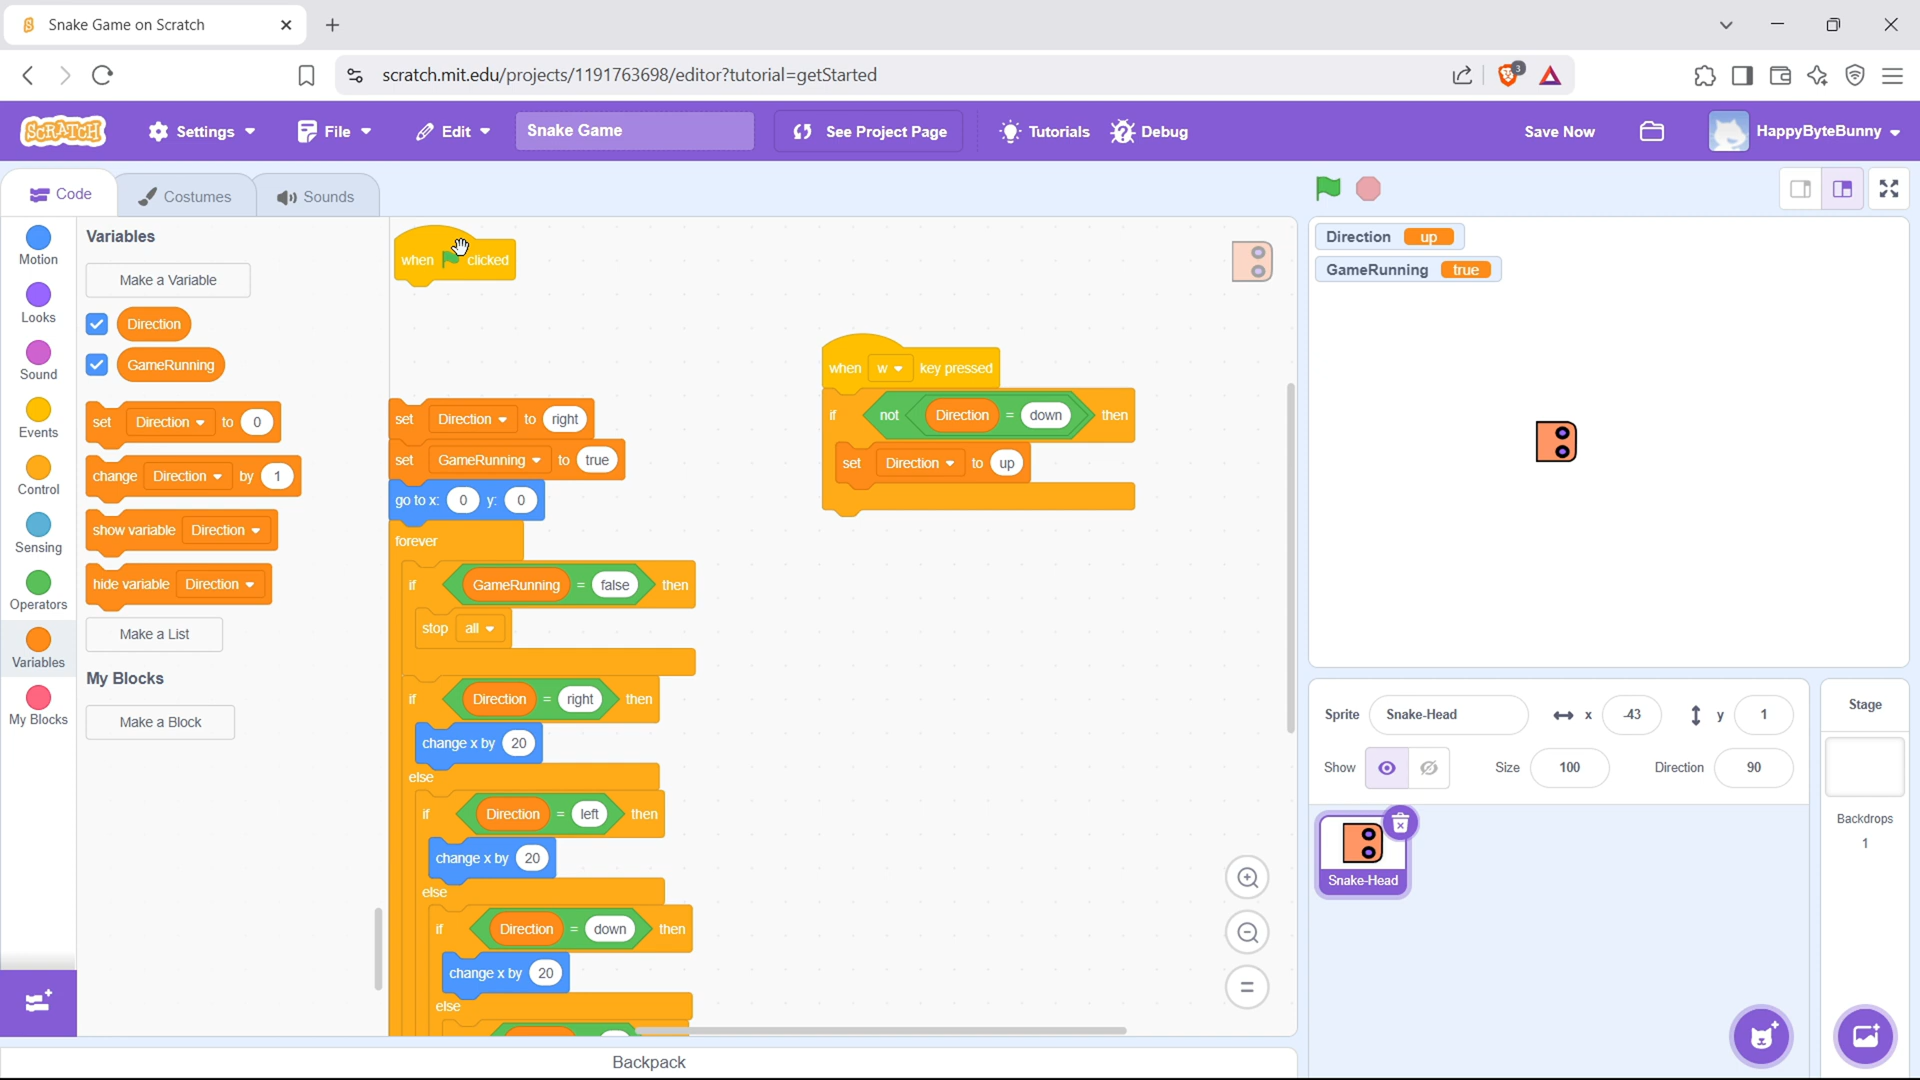 Snake Game on Scratch
scratch.mit.edu/projects/1191763698/editor?tutorial=getStarted
3
SCRATCH
Settings
File
Edit
Snake Game
See Project Page
Tutorials
Debug
Save Now
HappyByteBunny
Code
Costumes
Sounds
Motion
Looks
Sound
Events
Control
Sensing
Operators
Variables
My Blocks
Variables
Make a Variable
Direction
GameRunning
set Direction to 0
change Direction by 1
show variable Direction
hide variable Direction
Make a List
My Blocks
Make a Block
when clicked
set Direction to right
set GameRunning to true
go to x: 0 y: 0
forever
if GameRunning = false then
stop all
if Direction = right then
change x by 20
else
if Direction = left then
change x by 20
else
if Direction = down then
change x by 20
else
when w key pressed
if not Direction = down then
set Direction to up
Direction up
GameRunning true
Sprite Snake-Head x -43 y 1
Show Size 100 Direction 90
Snake-Head
Stage
Backdrops
1
Backpack